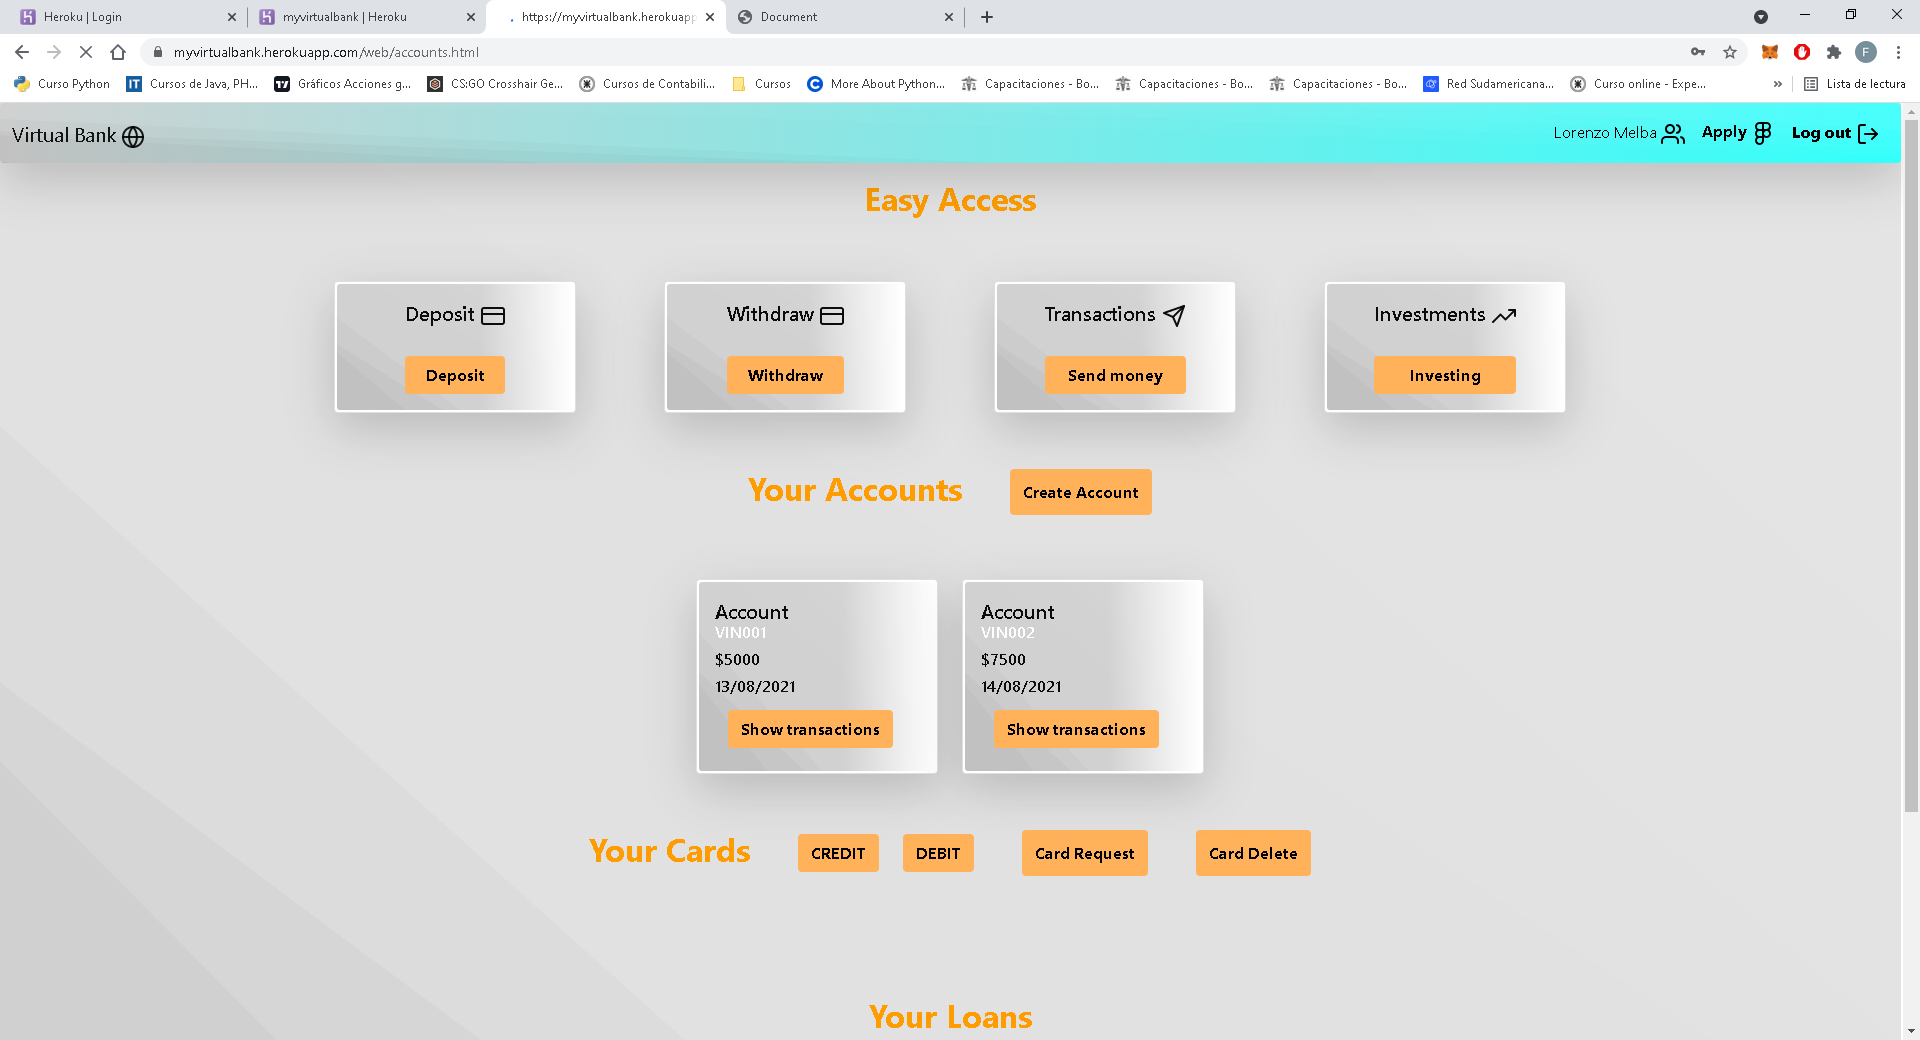 Heroku | Login
myvirtualbank | Heroku
https://myvirtualbank.herokuapp
Document
myvirtualbank.herokuapp.com/web/accounts.html
Curso Python
IT Cursos de Java, PH...
Gráficos Acciones g...
CS:GO Crosshair Ge...
Cursos de Contabili...
Cursos
C More About Python...
Capacitaciones - Bo...
Capacitaciones - Bo...
Capacitaciones - Bo...
Red Sudamericana...
Curso online - Expe...
»
Lista de lectura
F
Virtual Bank
Lorenzo Melba
Apply
Log out
Easy Access
Deposit
Deposit
Withdraw
Withdraw
Transactions
Send money
Investments
Investing
Your Accounts
Create Account
Account
VIN001
$5000
13/08/2021
Show transactions
Account
VIN002
$7500
14/08/2021
Show transactions
Your Cards
CREDIT
DEBIT
Card Request
Card Delete
Your Loans